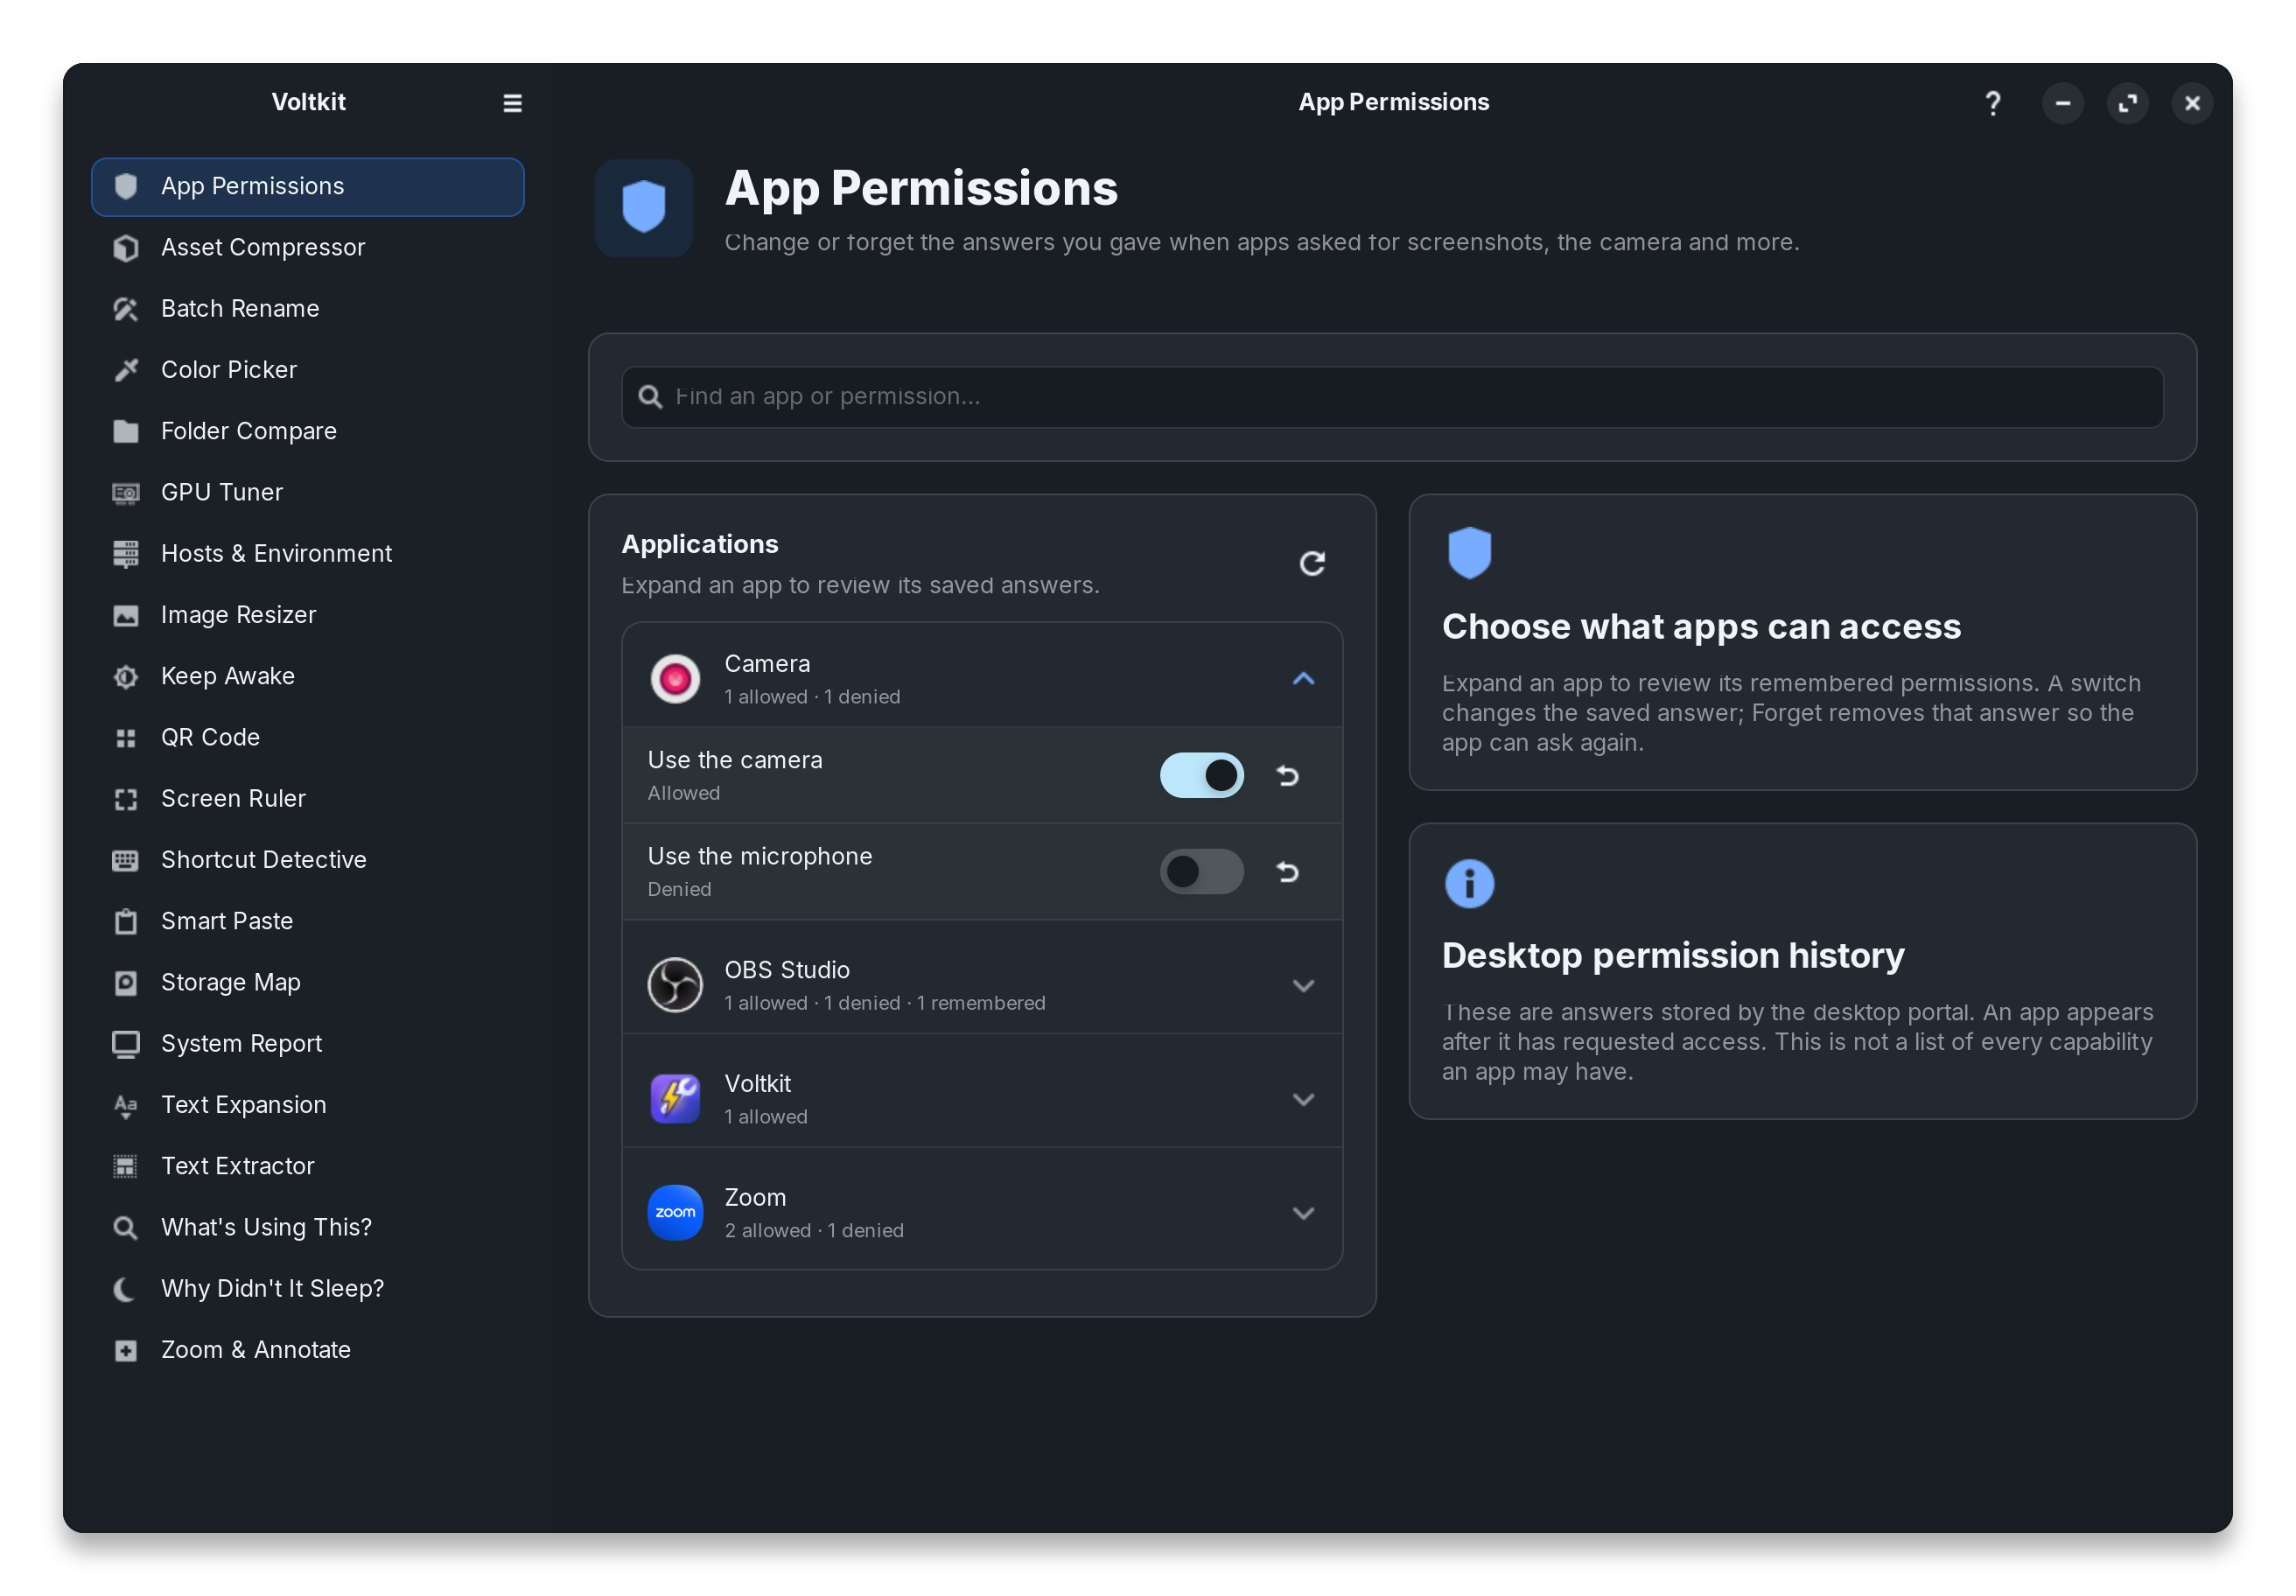 Voltkit
App Permissions
?
App Permissions
Asset Compressor
Batch Rename
Color Picker
Folder Compare
GPU Tuner
Hosts & Environment
Image Resizer
Keep Awake
QR Code
Screen Ruler
Shortcut Detective
Smart Paste
Storage Map
System Report
Aa Text Expansion
Text Extractor
What's Using This?
Why Didn't It Sleep?
Zoom & Annotate
App Permissions
Change or forget the answers you gave when apps asked for screenshots, the camera and more.
Find an app or permission...
Applications
Expand an app to review its saved answers.
Camera
1 allowed · 1 denied
Use the camera
Allowed
Use the microphone
Denied
OBS Studio
1 allowed · 1 denied · 1 remembered
Voltkit
1 allowed
zoom
Zoom
2 allowed · 1 denied
Choose what apps can access
Expand an app to review its remembered permissions. A switch
changes the saved answer; Forget removes that answer so the
app can ask again.
Desktop permission history
These are answers stored by the desktop portal. An app appears
after it has requested access. This is not a list of every capability
an app may have.